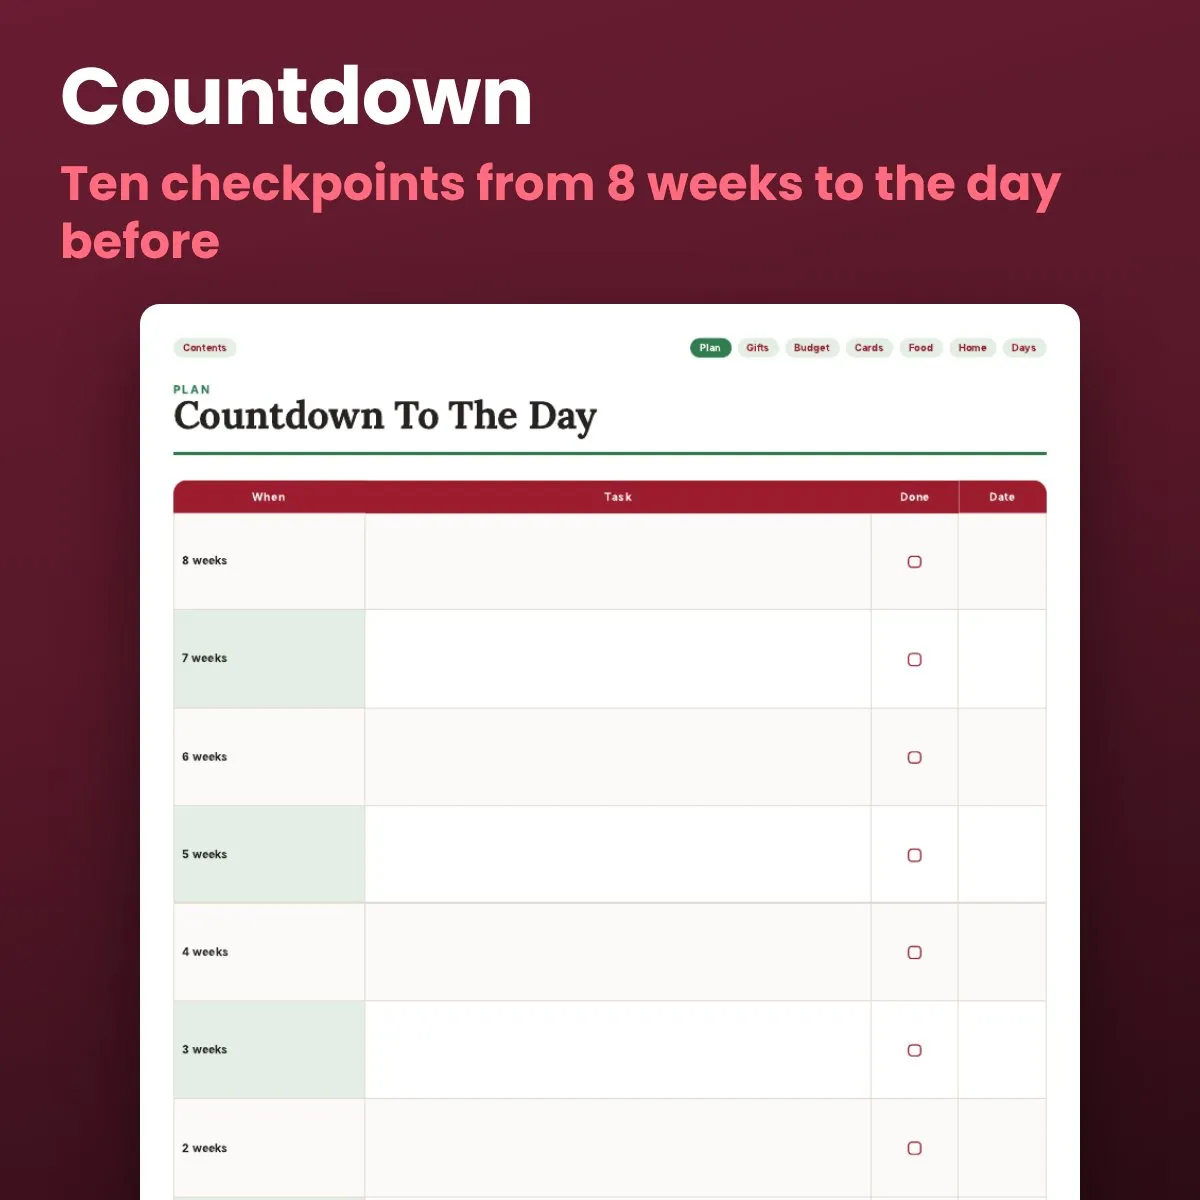 Countdown
Ten checkpoints from 8 weeks to the day
before
Contents
Plan Gifts Budget Cards Food Home Days
PLAN
Countdown To The Day
When Task Done Date
8 weeks
7 weeks
6 weeks
5 weeks
4 weeks
3 weeks
2 weeks